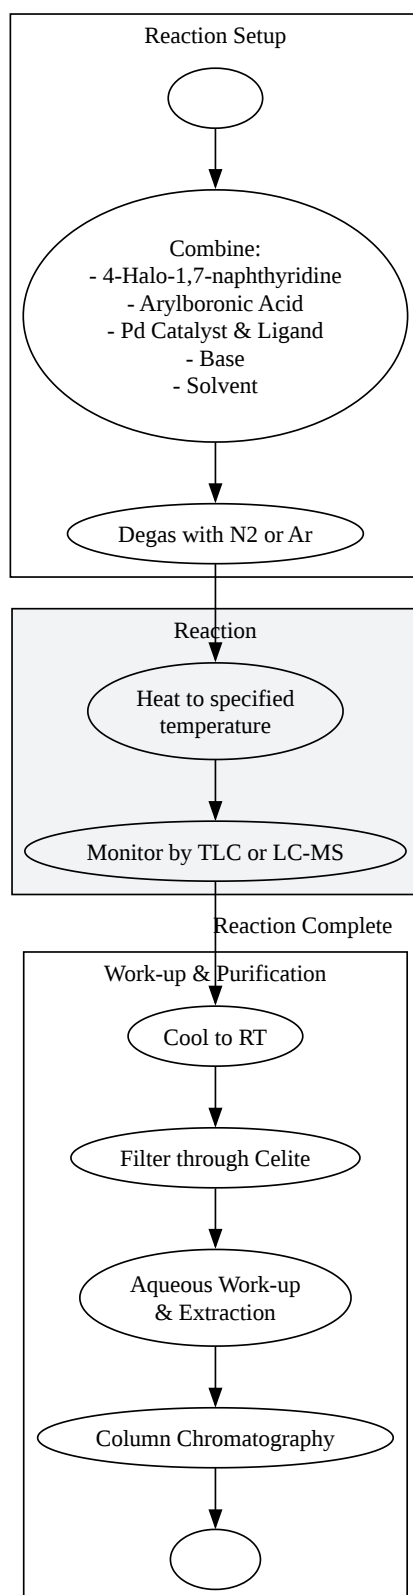 Reaction Setup
Combine:
- 4-Halo-1,7-naphthyridine
- Arylboronic Acid
- Pd Catalyst & Ligand
- Base
- Solvent
Degas with N2 or Ar
Reaction
Heat to specified
temperature
Monitor by TLC or LC-MS
Reaction Complete
Work-up & Purification
Cool to RT
Filter through Celite
Aqueous Work-up
& Extraction
Column Chromatography